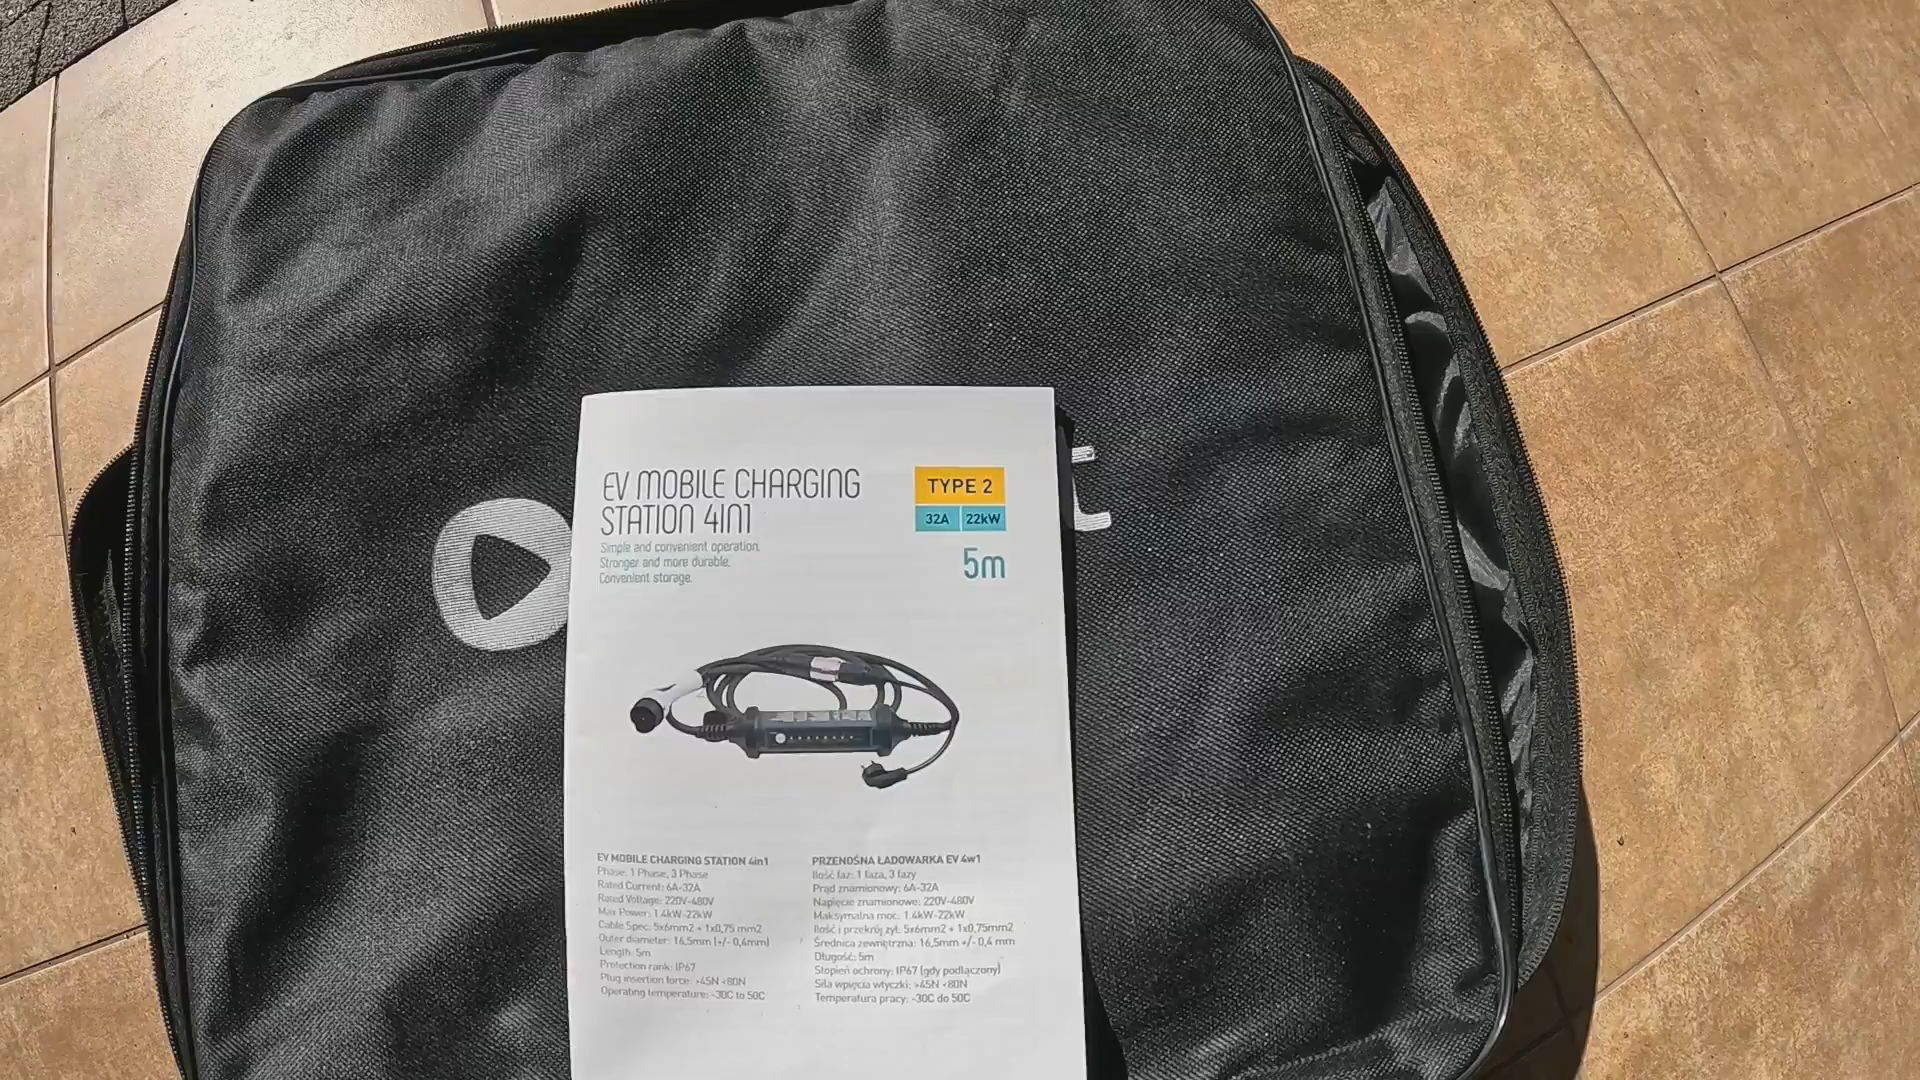 EV MOBILE CHARGING
STATION 4IN1
Simple and convenient operation.
Stronger and more durable.
Convenient storage.
TYPE 2
32A 22kW
5m
EV MOBILE CHARGING STATION 4in1
Phase: 1 Phase, 3 Phase
Rated Current: 6A-32A
Rated Voltage: 220V-480V
Max Power: 1.4kW-22kW
Cable Spec: 5x6mm2 + 1x0,75 mm2
Outer diameter: 16,5mm (+/- 0,4mm)
Length: 5m
Protection rank: IP67
Plug insertion force: >45N <80N
Operating temperature: -30C to 50C
PRZENOŚNA ŁADOWARKA EV 4w1
Ilość faz: 1 faza, 3 fazy
Prąd znamionowy: 6A-32A
Napięcie znamionowe: 220V-480V
Maksymalna moc: 1.4kW-22kW
Ilość i przekrój żył: 5x6mm2 + 1x0,75mm2
Średnica zewnętrzna: 16,5mm +/- 0,4 mm
Długość: 5m
Stopień ochrony: IP67 (gdy podłączony)
Siła wpięcia wtyczki: >45N <80N
Temperatura pracy: -30C do 50C